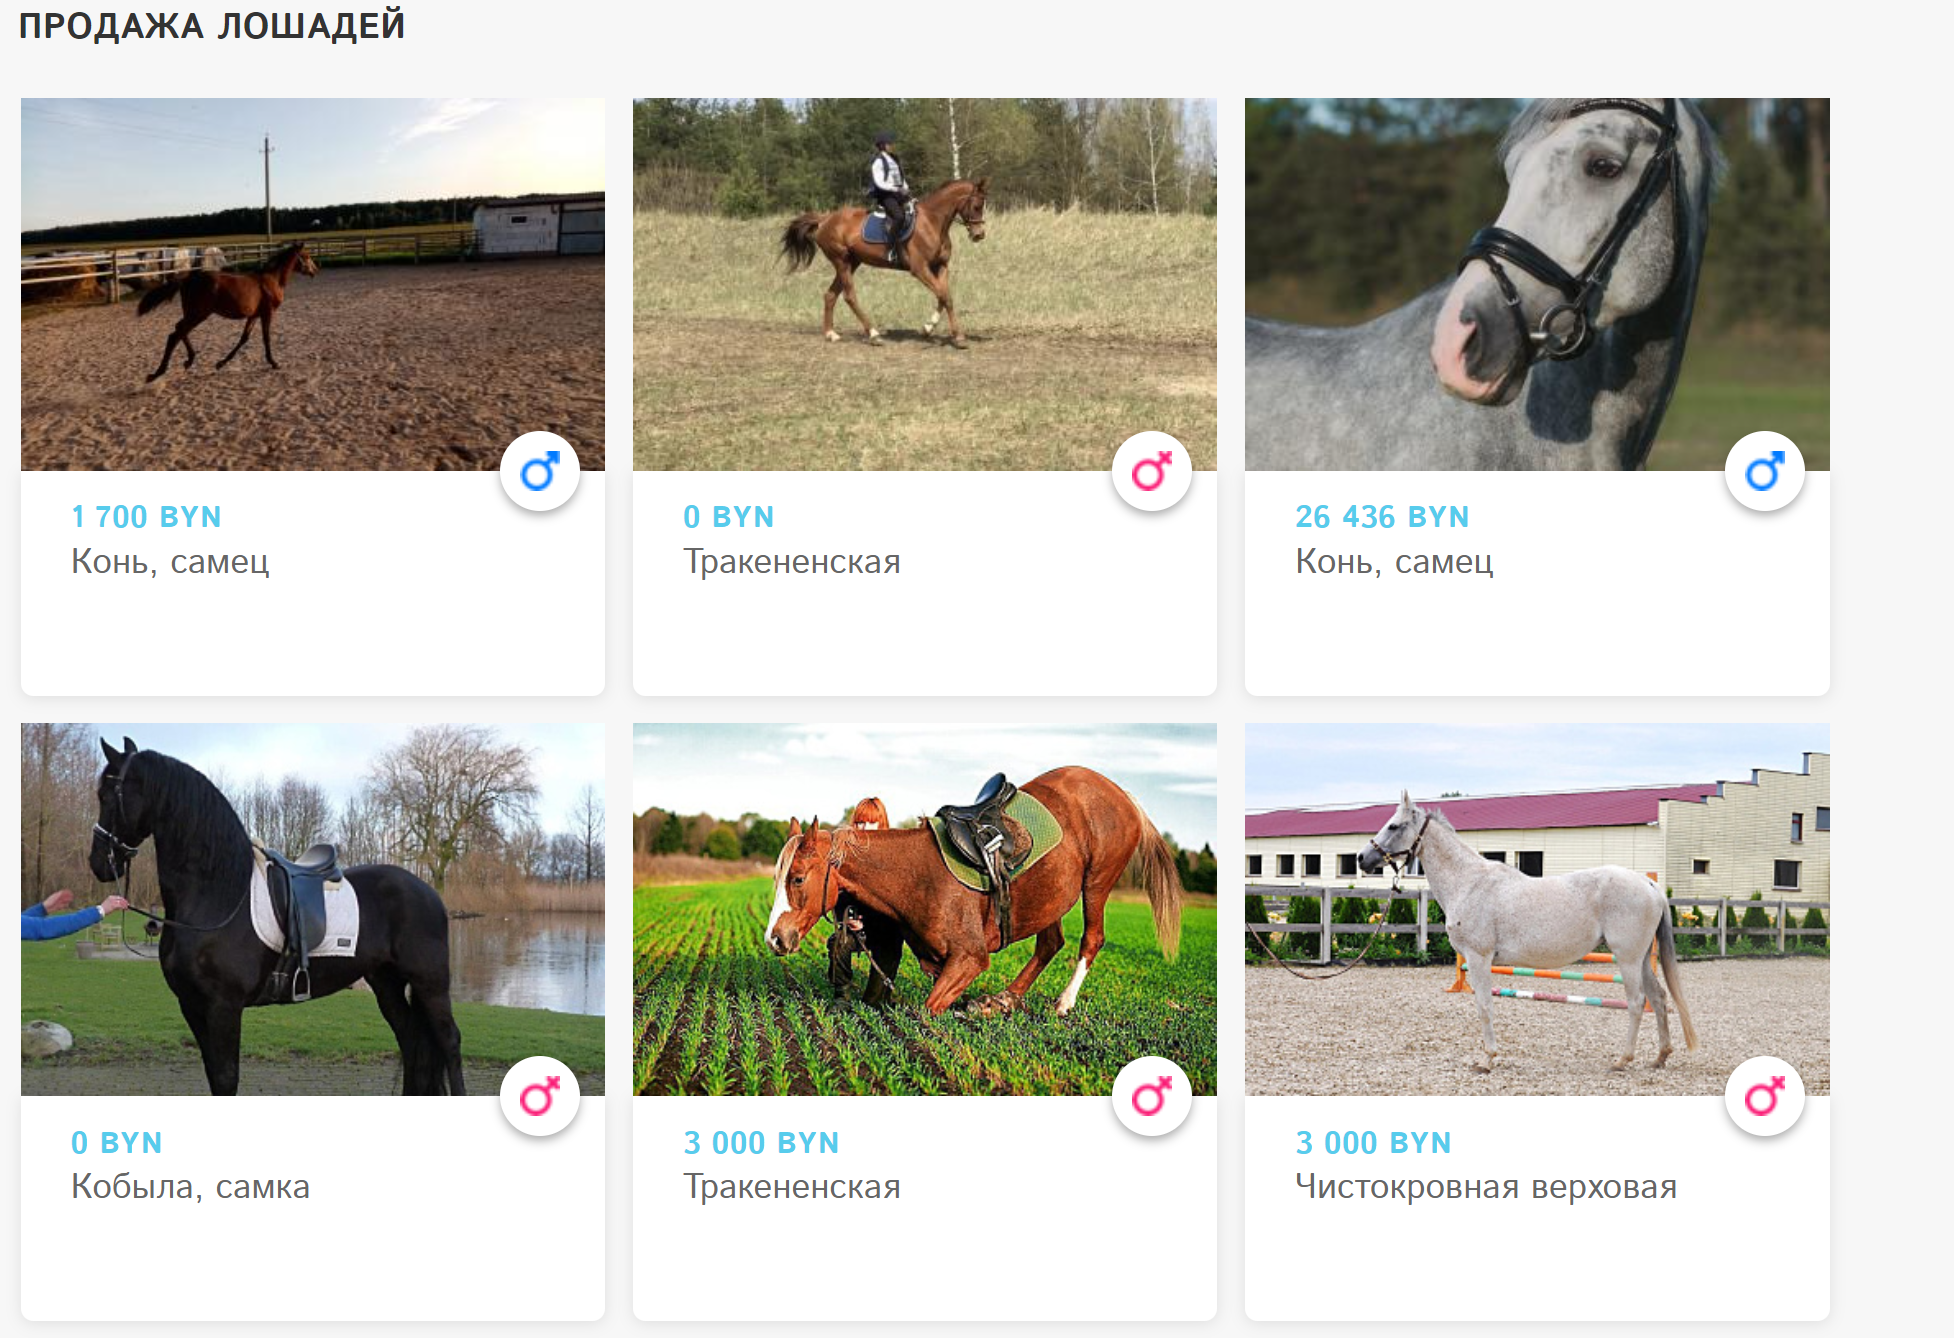 ПРОДАЖА ЛОШАДЕЙ
1 700 BYN
Конь, самец
0 BYN
Тракененская
26 436 BYN
Конь, самец
0 BYN
Кобыла, самка
3 000 BYN
Тракененская
3 000 BYN
Чистокровная верховая